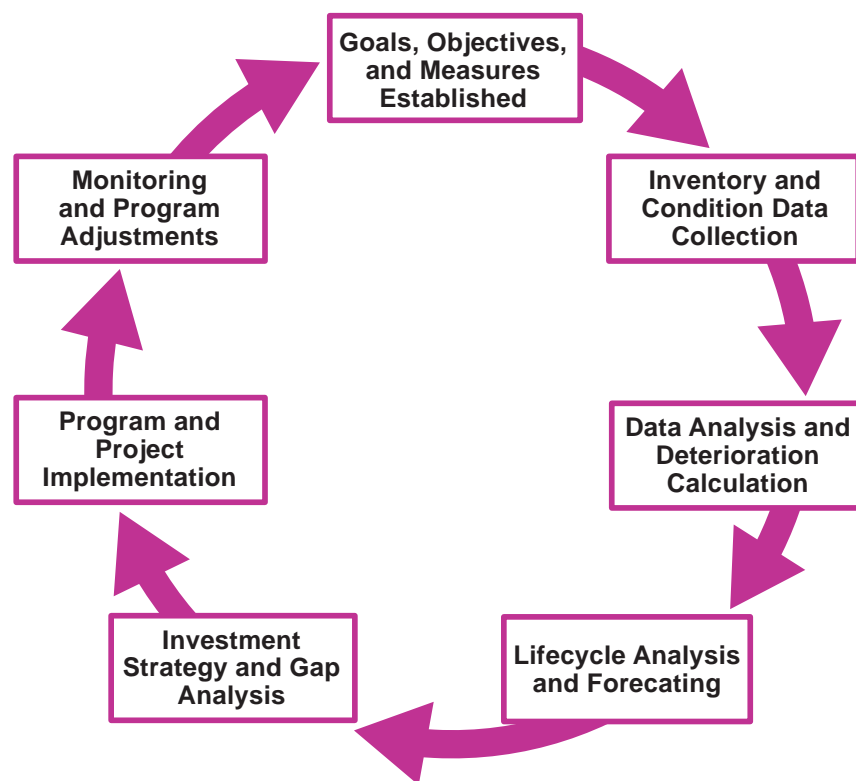 Goals, Objectives,
and Measures
Established
Inventory and
Condition Data
Collection
Data Analysis and
Deterioration
Calculation
Lifecycle Analysis
and Forecating
Investment
Strategy and Gap
Analysis
Program and
Project
Implementation
Monitoring
and Program
Adjustments